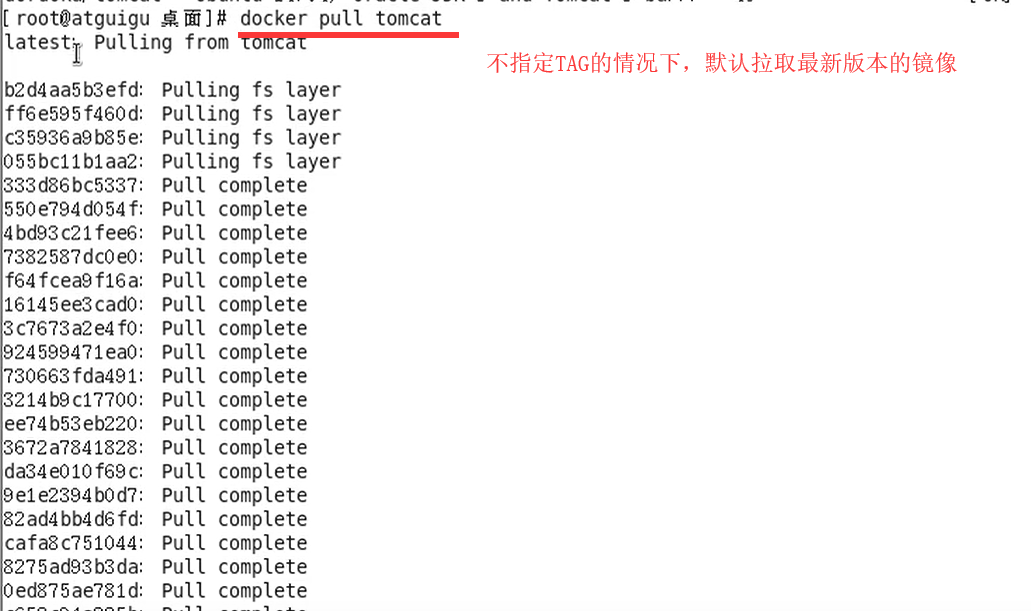 [root@atguigu 桌面]# docker pull tomcat
latest: Pulling from tomcat
不指定TAG的情况下，默认拉取最新版本的镜像
b2d4aa5b3efd: Pulling fs layer
ff6e595f460d: Pulling fs layer
c35936a9b85e: Pulling fs layer
055bc11b1aa2: Pulling fs layer
333d86bc5337: Pull complete
550e794d054f: Pull complete
4bd93c21fee6: Pull complete
7382587dc0e0: Pull complete
f64fcea9f16a: Pull complete
16145ee3cad0: Pull complete
3c7673a2e4f0: Pull complete
924599471ea0: Pull complete
730663fda491: Pull complete
3214b9c17700: Pull complete
ee74b53eb220: Pull complete
3672a7841828: Pull complete
da34e010f69c: Pull complete
9e1e2394b0d7: Pull complete
82ad4bb4d6fd: Pull complete
cafa8c751044: Pull complete
8275ad93b3da: Pull complete
0ed875ae781d: Pull complete